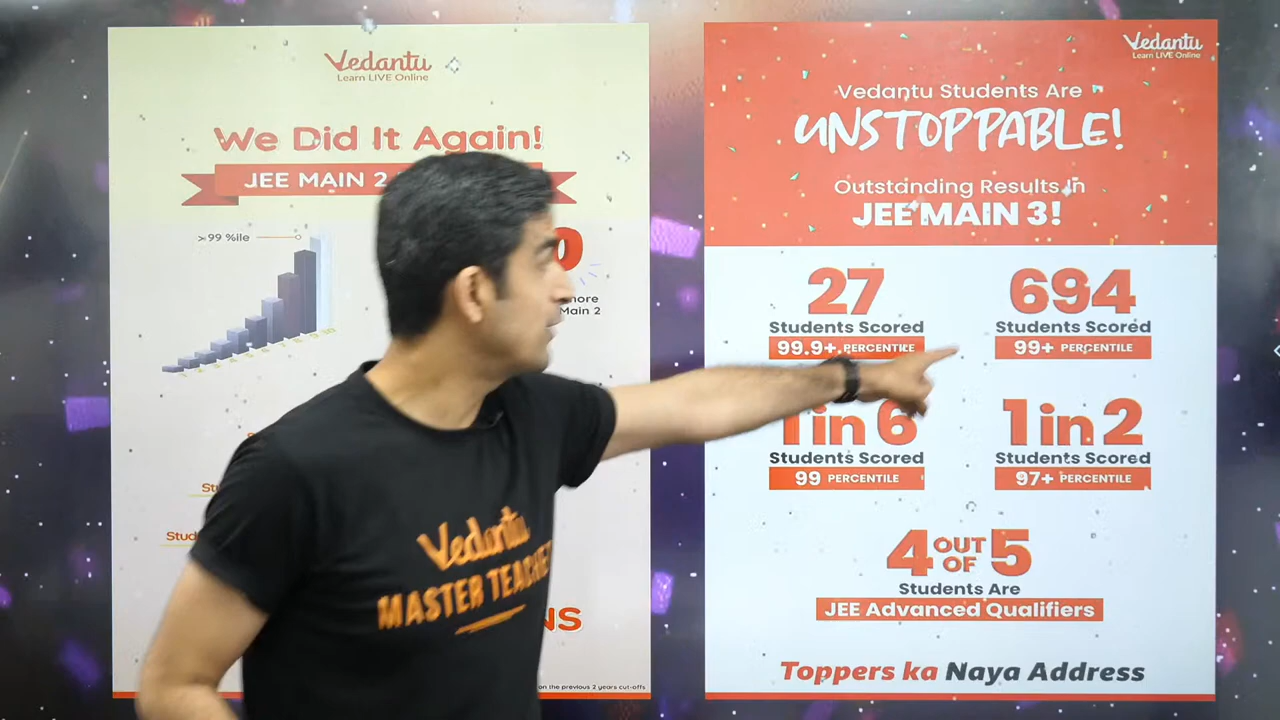 Vedantu
Learn LIVE Online
We Did It Again!
JEE MAIN 2
>99 %ile
more
Main 2
on the previous 2 years cut-offs
Vedantu
Learn LIVE Online
Vedantu Students Are
UNSTOPPABLE!
Outstanding Results In
JEE MAIN 3!
27
Students Scored
99.9+ PERCENTILE
694
Students Scored
99+ PERCENTILE
1 in 6
Students Scored
99 PERCENTILE
1 in 2
Students Scored
97+ PERCENTILE
4 OUT OF 5
Students Are
JEE Advanced Qualifiers
Toppers ka Naya Address
Vedantu
MASTER TEACHER